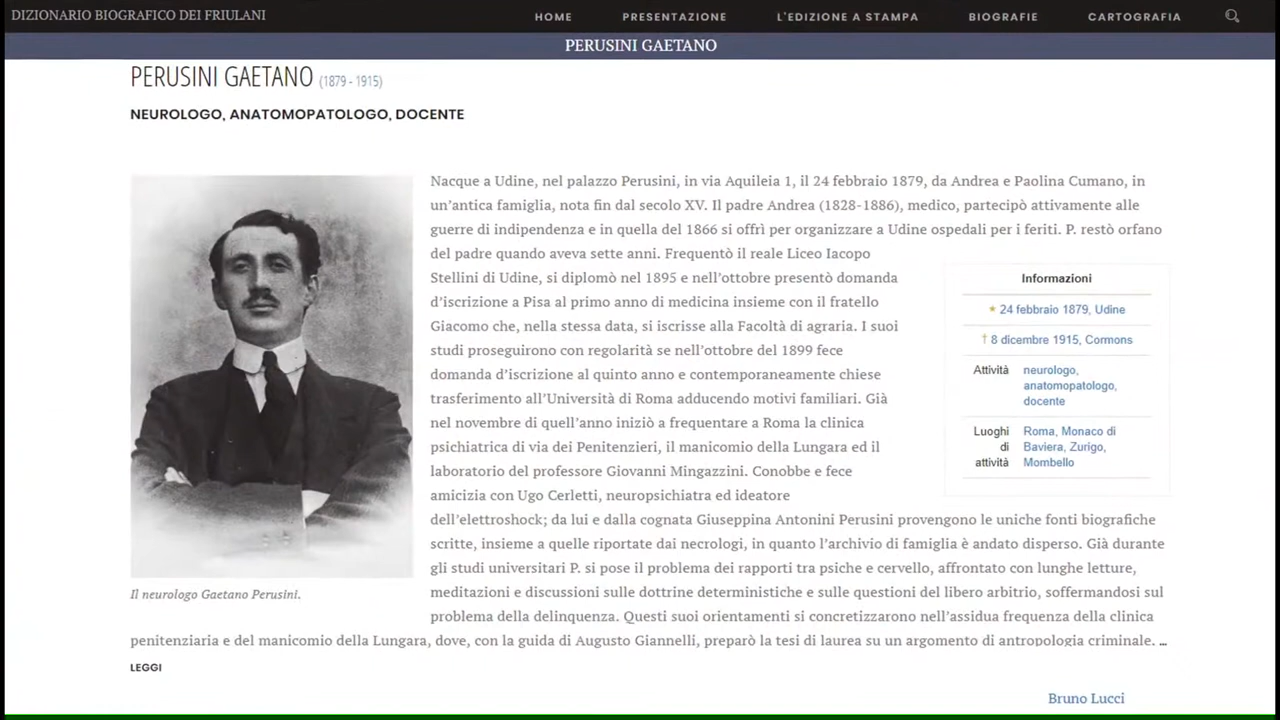 DIZIONARIO BIOGRAFICO DEI FRIULANI
HOME PRESENTAZIONE L'EDIZIONE A STAMPA BIOGRAFIE CARTOGRAFIA
PERUSINI GAETANO
PERUSINI GAETANO (1879 - 1915)
NEUROLOGO, ANATOMOPATOLOGO, DOCENTE
Nacque a Udine, nel palazzo Perusini, in via Aquileia 1, il 24 febbraio 1879, da Andrea e Paolina Cumano, in
un'antica famiglia, nota fin dal secolo XV. Il padre Andrea (1828-1886), medico, partecipò attivamente alle
guerre di indipendenza e in quella del 1866 si offrì per organizzare a Udine ospedali per i feriti. P. restò orfano
del padre quando aveva sette anni. Frequentò il reale Liceo Iacopo
Stellini di Udine, si diplomò nel 1895 e nell'ottobre presentò domanda
d'iscrizione a Pisa al primo anno di medicina insieme con il fratello
Giacomo che, nella stessa data, si iscrisse alla Facoltà di agraria. I suoi
studi proseguirono con regolarità se nell'ottobre del 1899 fece
domanda d'iscrizione al quinto anno e contemporaneamente chiese
trasferimento all'Università di Roma adducendo motivi familiari. Già
nel novembre di quell'anno iniziò a frequentare a Roma la clinica
psichiatrica di via dei Penitenzieri, il manicomio della Lungara ed il
laboratorio del professore Giovanni Mingazzini. Conobbe e fece
amicizia con Ugo Cerletti, neuropsichiatra ed ideatore
dell'elettroshock; da lui e dalla cognata Giuseppina Antonini Perusini provengono le uniche fonti biografiche
scritte, insieme a quelle riportate dai necrologi, in quanto l'archivio di famiglia è andato disperso. Già durante
gli studi universitari P. si pose il problema dei rapporti tra psiche e cervello, affrontato con lunghe letture,
meditazioni e discussioni sulle dottrine deterministiche e sulle questioni del libero arbitrio, soffermandosi sul
problema della delinquenza. Questi suoi orientamenti si concretizzarono nell'assidua frequenza della clinica
penitenziaria e del manicomio della Lungara, dove, con la guida di Augusto Giannelli, preparò la tesi di laurea su un argomento di antropologia criminale. ...
Informazioni
* 24 febbraio 1879, Udine
† 8 dicembre 1915, Cormons
Attività neurologo,
anatomopatologo,
docente
Luoghi Roma, Monaco di
di Baviera, Zurigo,
attività Mombello
Il neurologo Gaetano Perusini.
LEGGI
Bruno Lucci